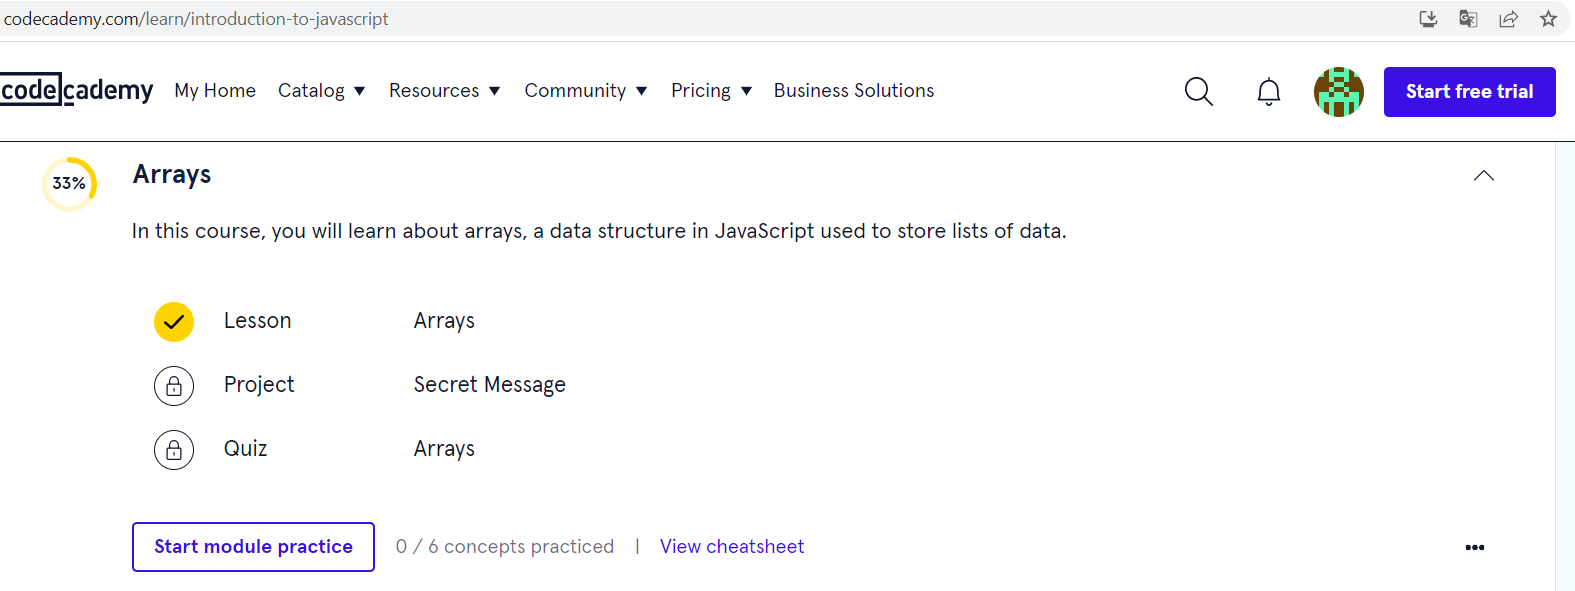 codecademy.com/learn/introduction-to-javascript
codecademy My Home Catalog Resources Community Pricing Business Solutions Start free trial
33% Arrays
In this course, you will learn about arrays, a data structure in JavaScript used to store lists of data.
Lesson Arrays
Project Secret Message
Quiz Arrays
Start module practice 0 / 6 concepts practiced | View cheatsheet